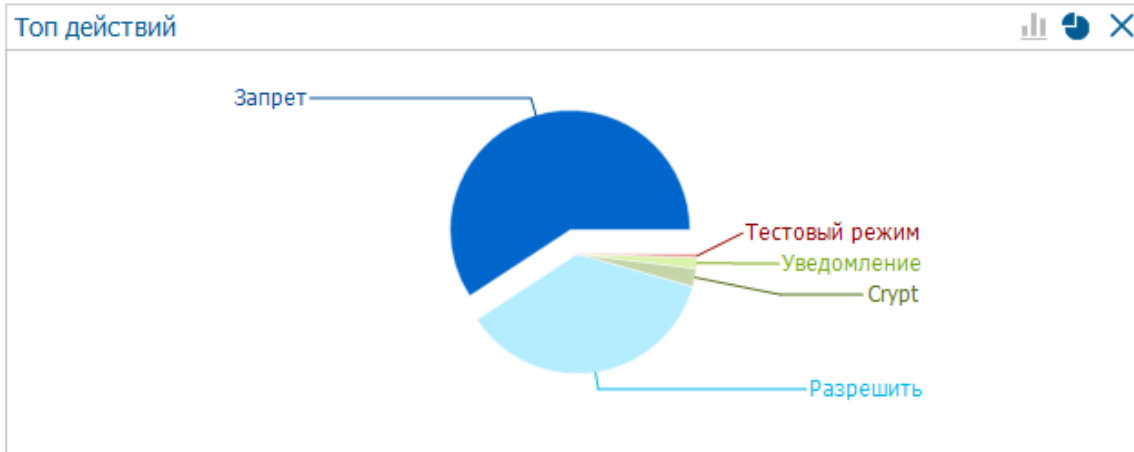 Топ действий
Запрет
Тестовый режим
Уведомление
Crypt
Разрешить